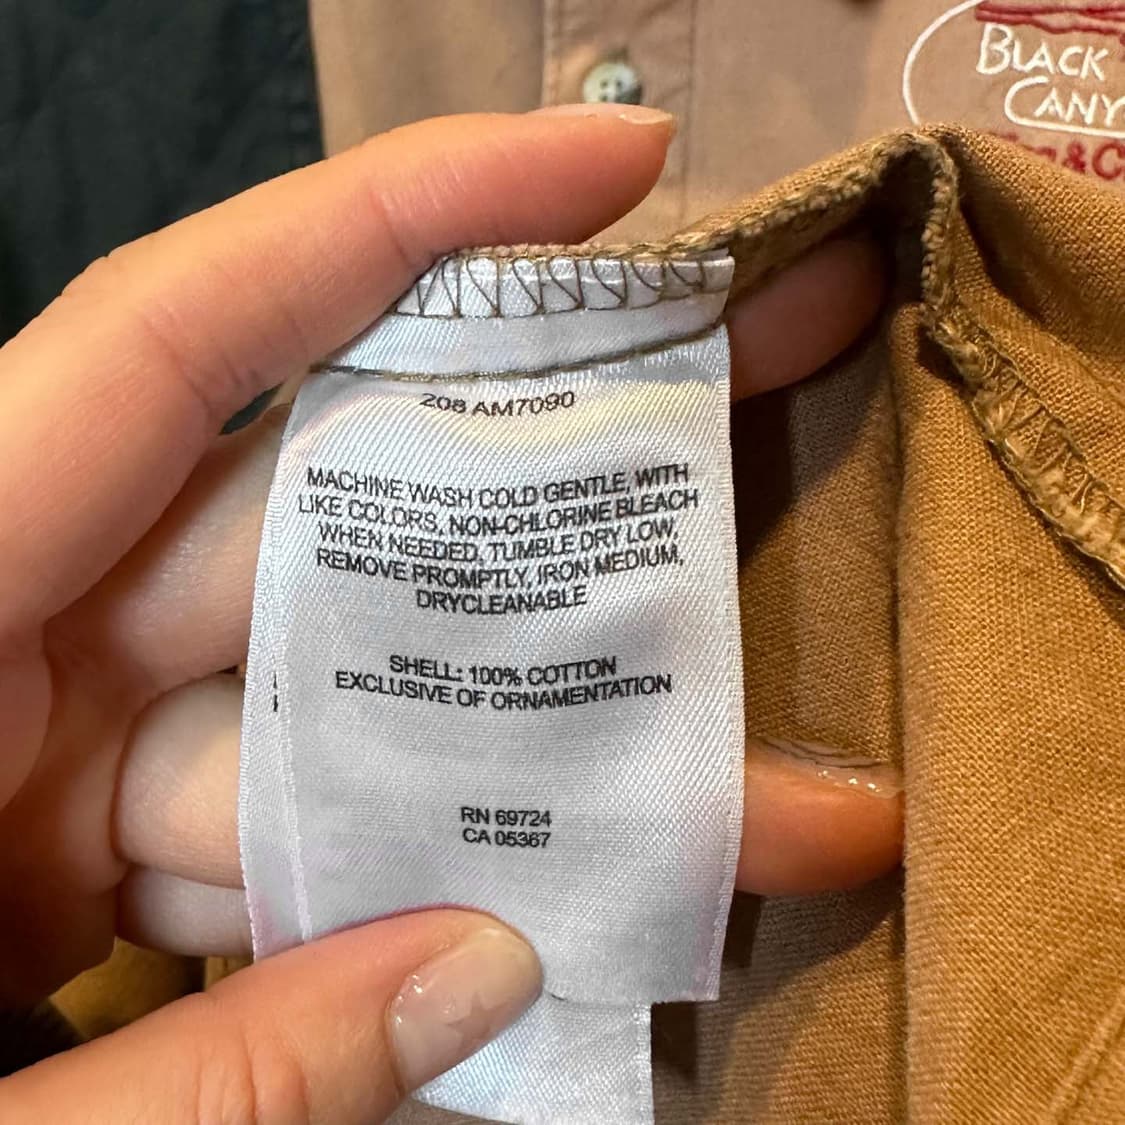 BLACK
CANY
&C
208 AM7090
MACHINE WASH COLD GENTLE, WITH
LIKE COLORS, NON-CHLORINE BLEACH
WHEN NEEDED, TUMBLE DRY LOW,
REMOVE PROMPTLY, IRON MEDIUM,
DRYCLEANABLE
SHELL: 100% COTTON
EXCLUSIVE OF ORNAMENTATION
RN 69724
CA 05367